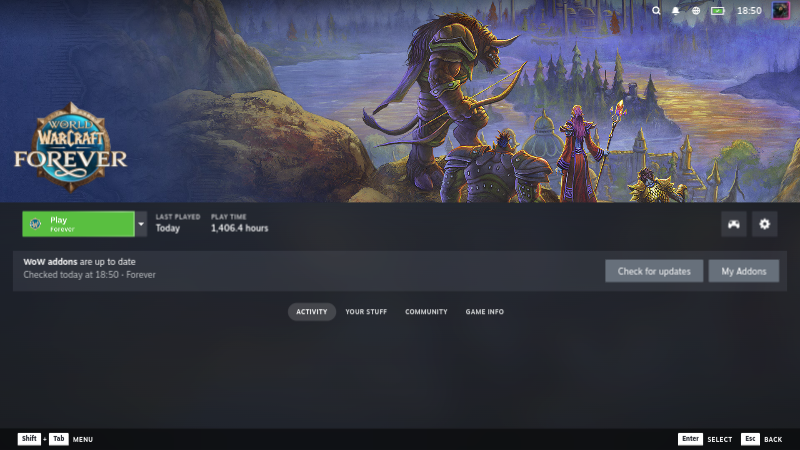 18:50
WORLD
WARCRAFT
FOREVER
Play
Forever
LAST PLAYED
Today
PLAY TIME
1,406.4 hours
WoW addons are up to date
Checked today at 18:50 - Forever
Check for updates
My Addons
ACTIVITY
YOUR STUFF
COMMUNITY
GAME INFO
Shift + Tab MENU
Enter SELECT
Esc BACK